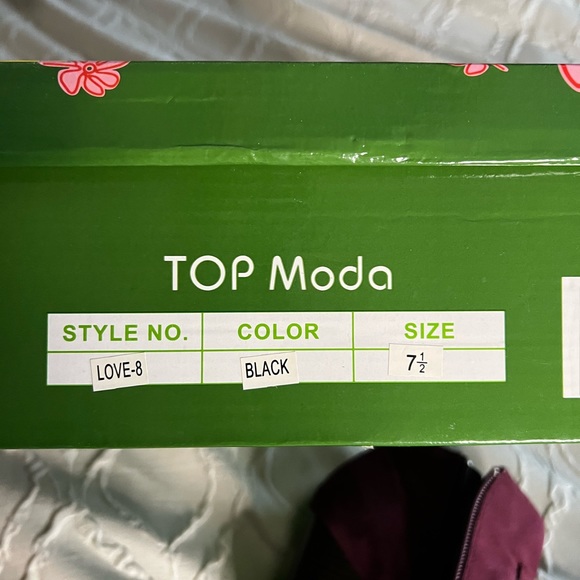 TOP Moda
STYLE NO. COLOR SIZE
LOVE-8 BLACK 7½